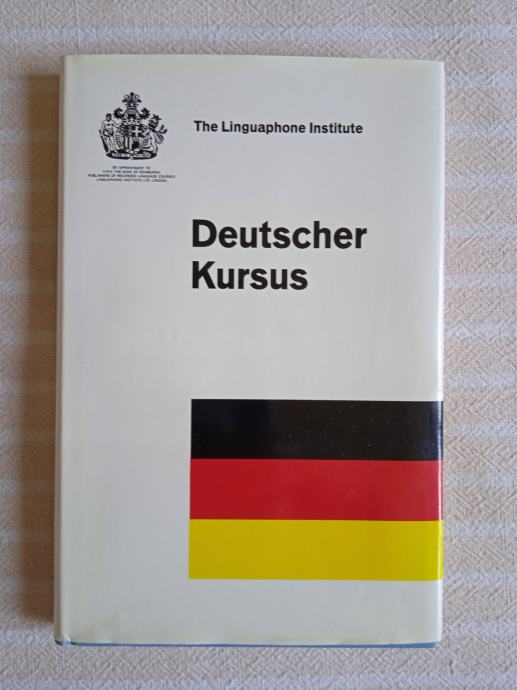 The Linguaphone Institute
BY APPOINTMENT TO
H.R.H. THE DUKE OF EDINBURGH
PUBLISHERS OF RECORDED LANGUAGE COURSES
LINGUAPHONE INSTITUTE LTD. LONDON
Deutscher
Kursus